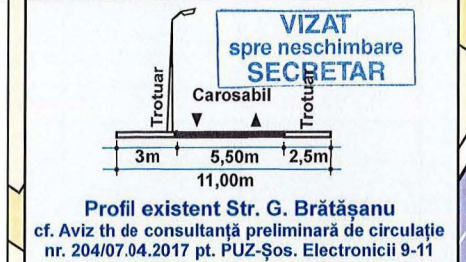 VIZAT
spre neschimbare
SECRETAR
Trotuar
Carosabil
Trotuar
3m
5,50m
2,5m
11,00m
Profil existent Str. G. Brătășanu
cf. Aviz th de consultanță preliminară de circulație
nr. 204/07.04.2017 pt. PUZ-Șos. Electronicii 9-11